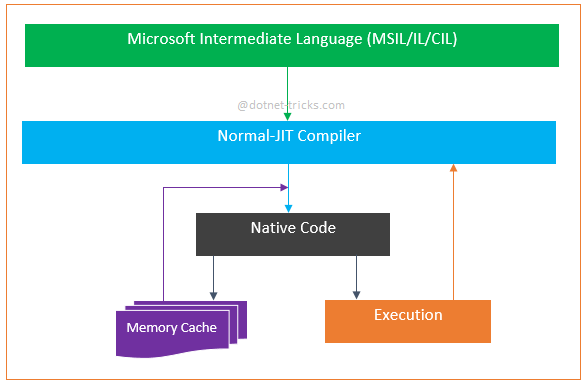 Microsoft Intermediate Language (MSIL/IL/CIL)
@dotnet-tricks.com
Normal-JIT Compiler
Native Code
Memory Cache
Execution